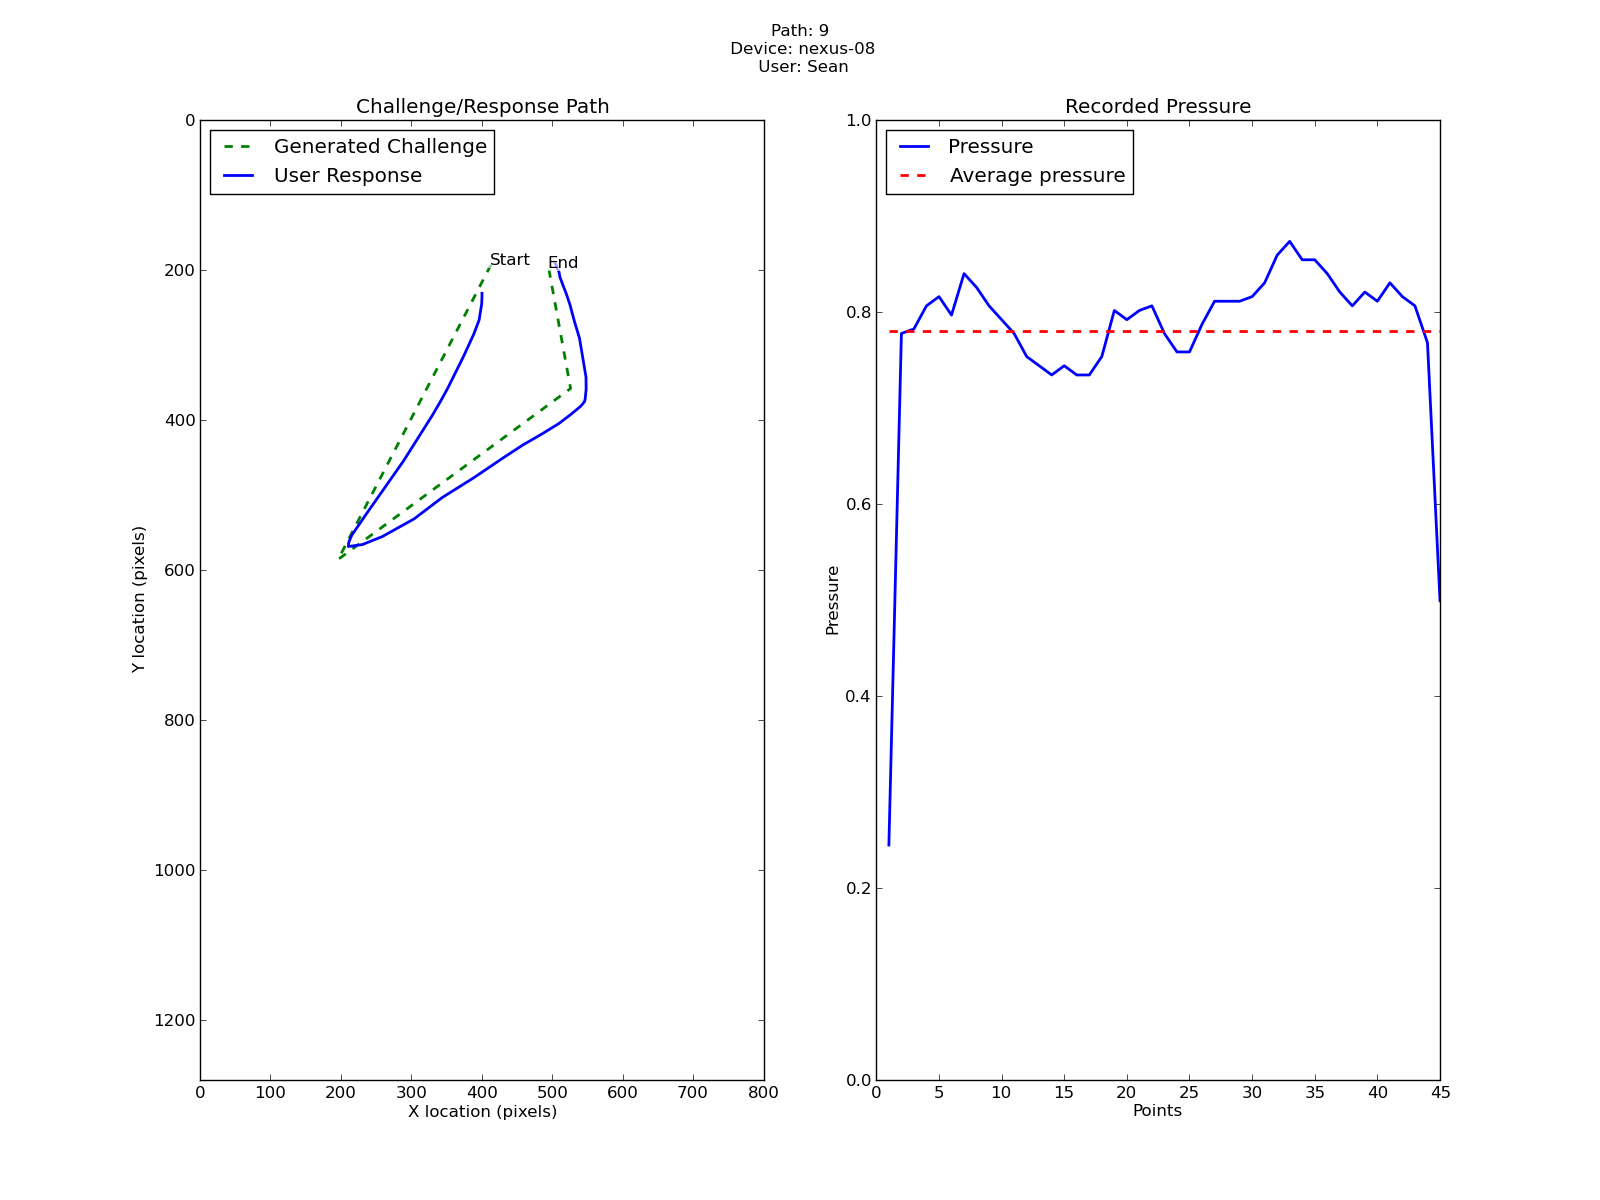 Path: 9
Device: nexus-08
User: Sean
Challenge/Response Path
Generated Challenge
User Response
Start
End
0
200
400
600
800
1000
1200
Y location (pixels)
0 100 200 300 400 500 600 700 800
X location (pixels)
Recorded Pressure
Pressure
Average pressure
1.0
0.8
0.6
0.4
0.2
0.0
Pressure
0 5 10 15 20 25 30 35 40 45
Points